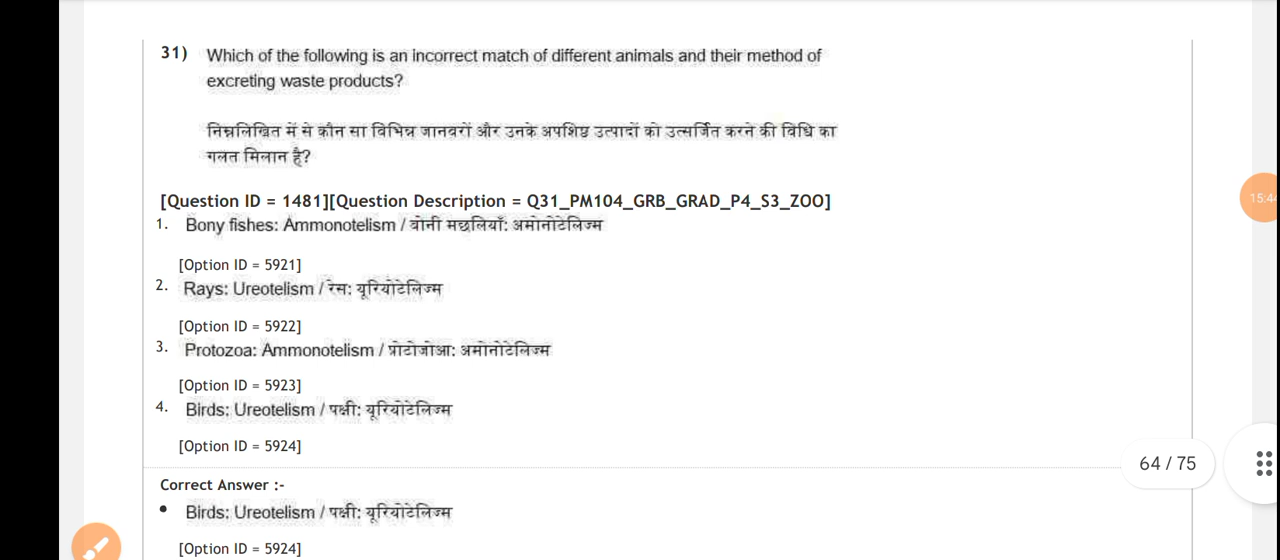 31) Which of the following is an incorrect match of different animals and their method of
excreting waste products?
निम्नलिखित में से कौन सा विभिन्न जानवरों और उनके अपशिष्ट उत्पादों को उत्सर्जित करने की विधि का
गलत मिलान है?
[Question ID = 1481][Question Description = Q31_PM104_GRB_GRAD_P4_S3_ZOO]
1. Bony fishes: Ammonotelism / बोनी मछलियाँ: अमोनोटेलिज्म
[Option ID = 5921]
2. Rays: Ureotelism / रेस: यूरियोटेलिज्म
[Option ID = 5922]
3. Protozoa: Ammonotelism / प्रोटोजोआ: अमोनोटेलिज्म
[Option ID = 5923]
4. Birds: Ureotelism / पक्षी: यूरियोटेलिज्म
[Option ID = 5924]
Correct Answer :-
• Birds: Ureotelism / पक्षी: यूरियोटेलिज्म
[Option ID = 5924]
64 / 75